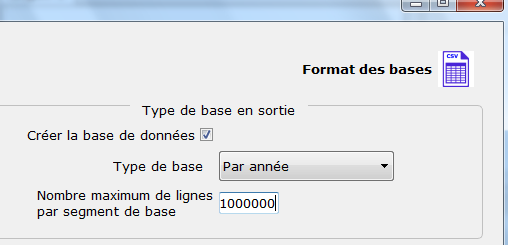 Format des bases
CSV
Type de base en sortie
Créer la base de données
Type de base
Par année
Nombre maximum de lignes
par segment de base
1000000